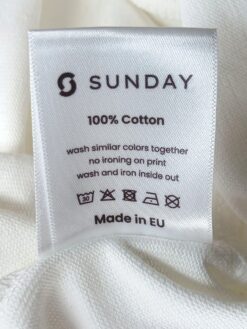 SUNDAY
100% Cotton
wash similar colors together
no ironing on print
wash and iron inside out
30
Made in EU